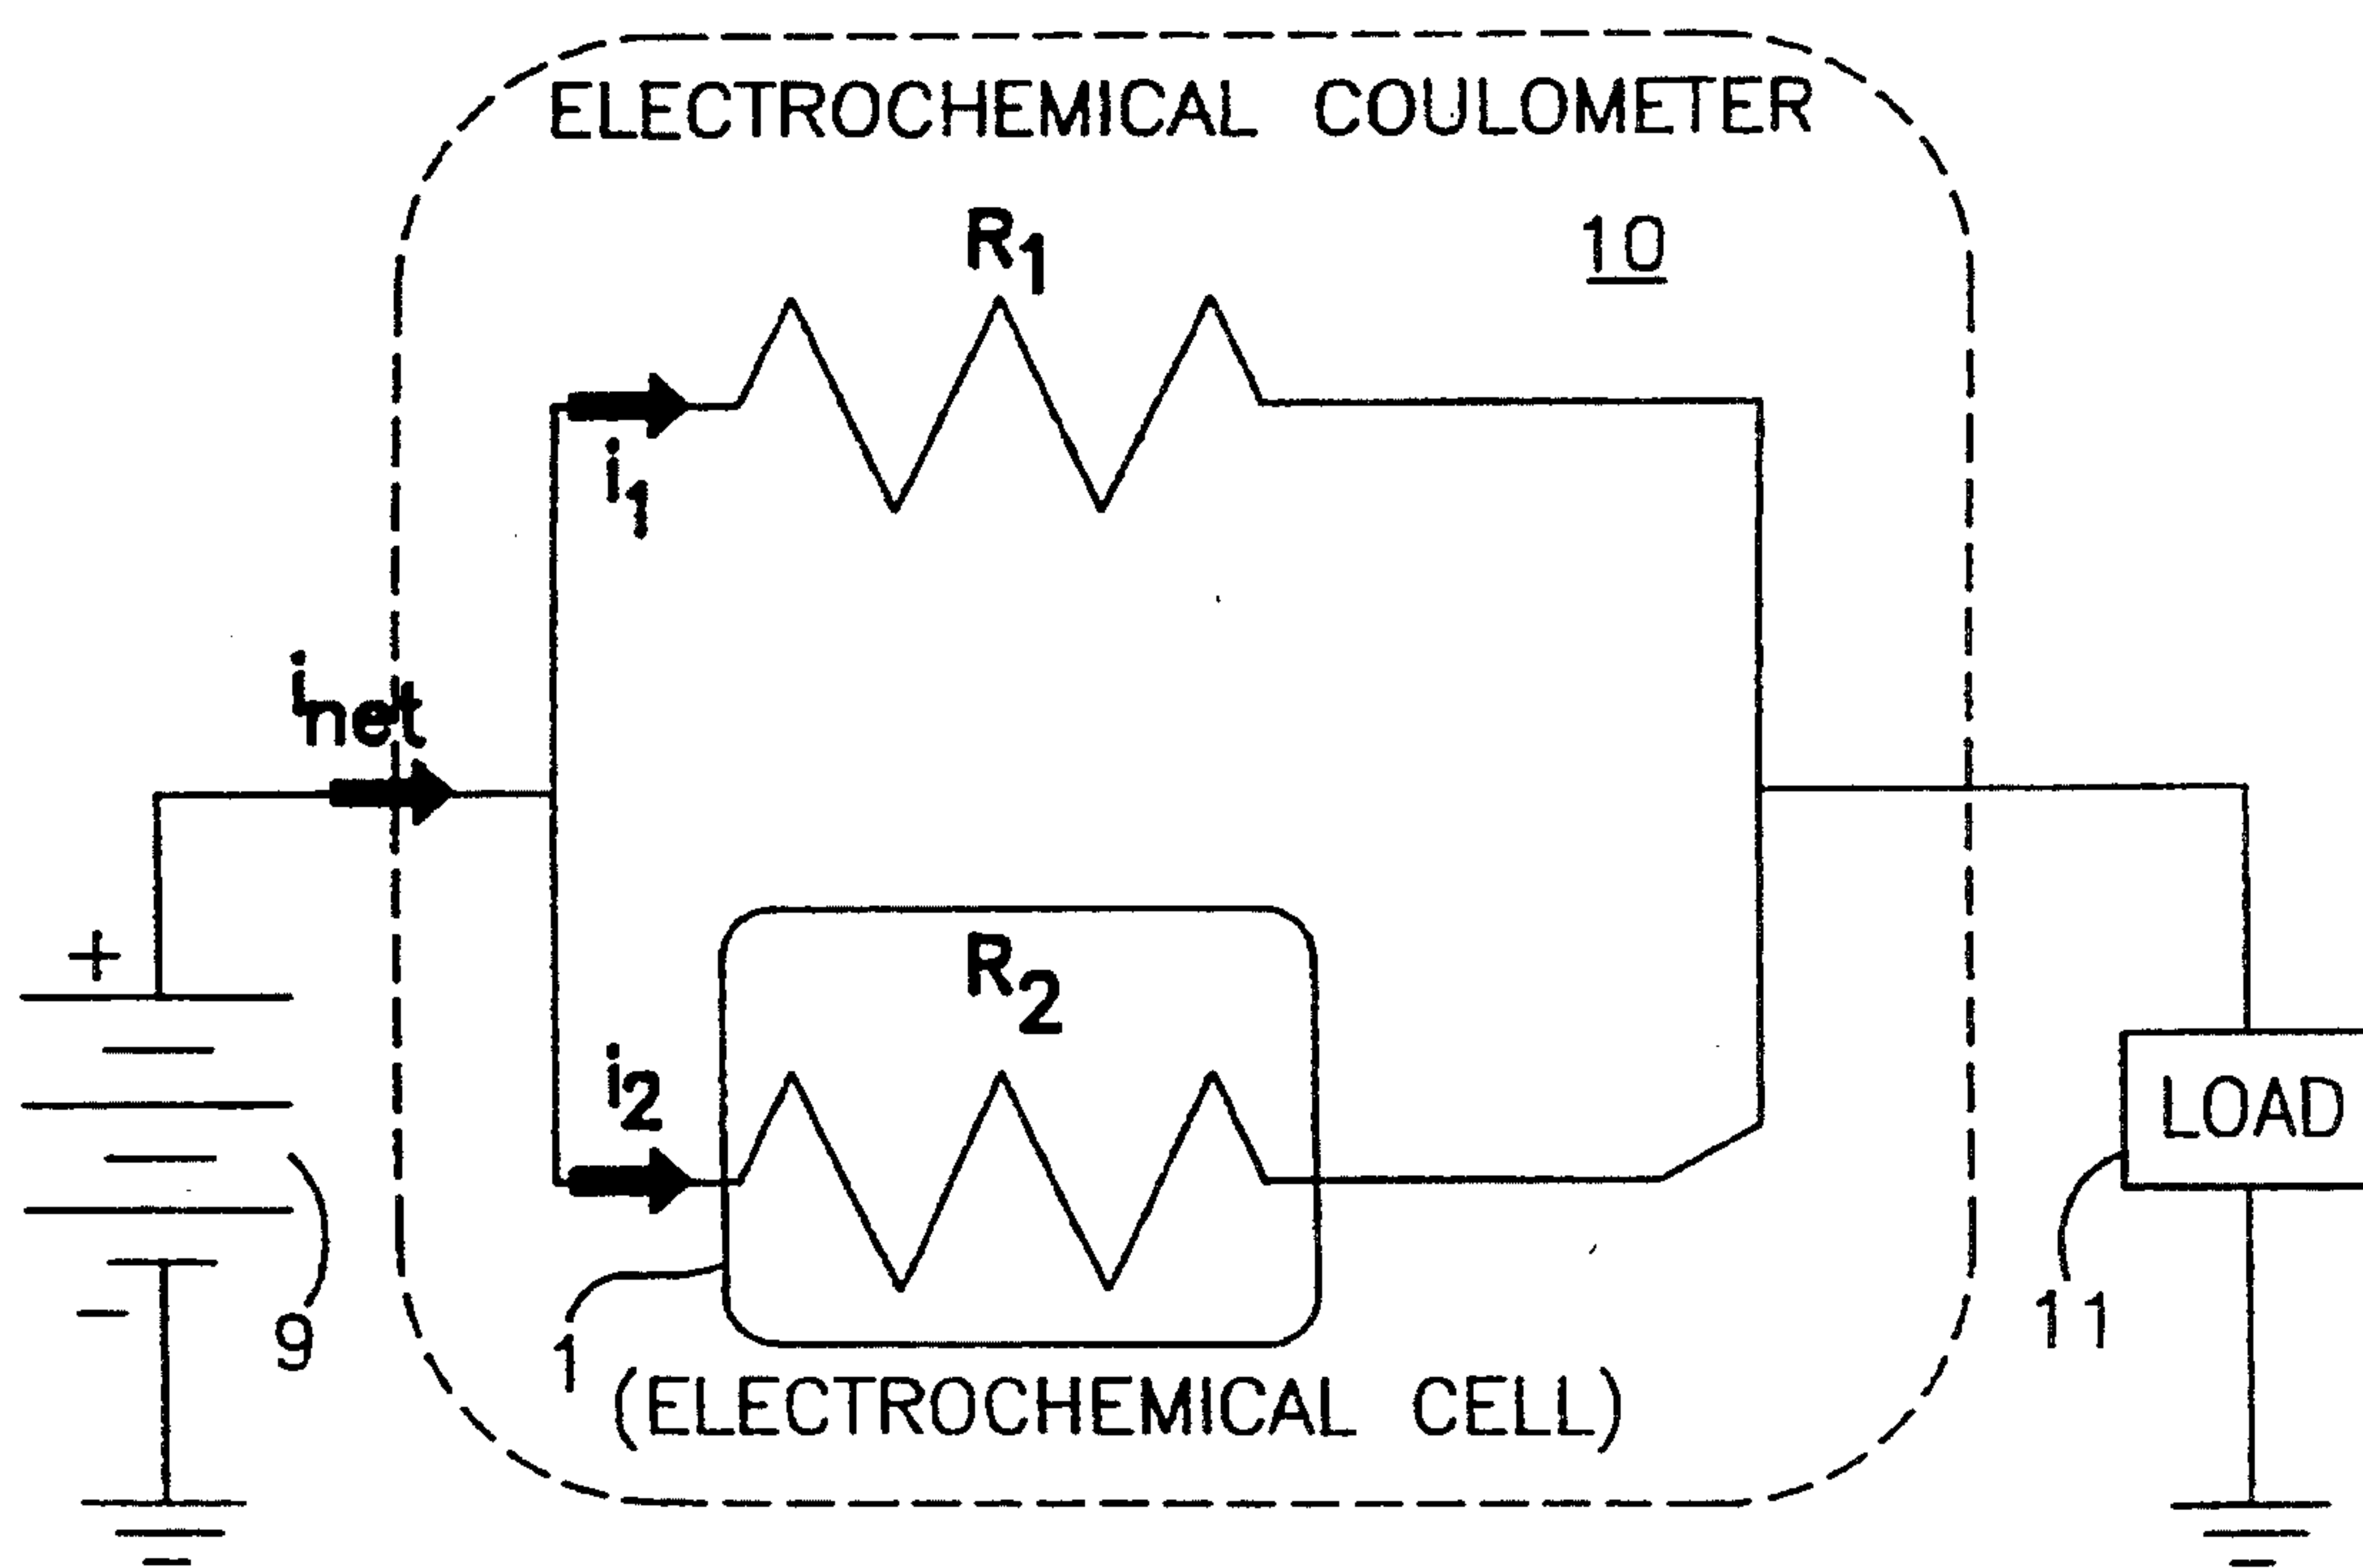 ELECTROCHEMICAL COULOMETER
R1
10
i1
inet
+
R2
i2
LOAD
-
9
1
11
(ELECTROCHEMICAL CELL)